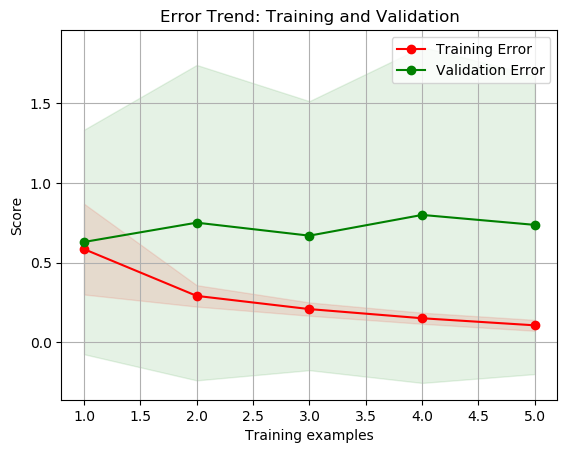 Error Trend: Training and Validation
Training Error
Validation Error
Score
1.5
1.0
0.5
0.0
1.0 1.5 2.0 2.5 3.0 3.5 4.0 4.5 5.0
Training examples